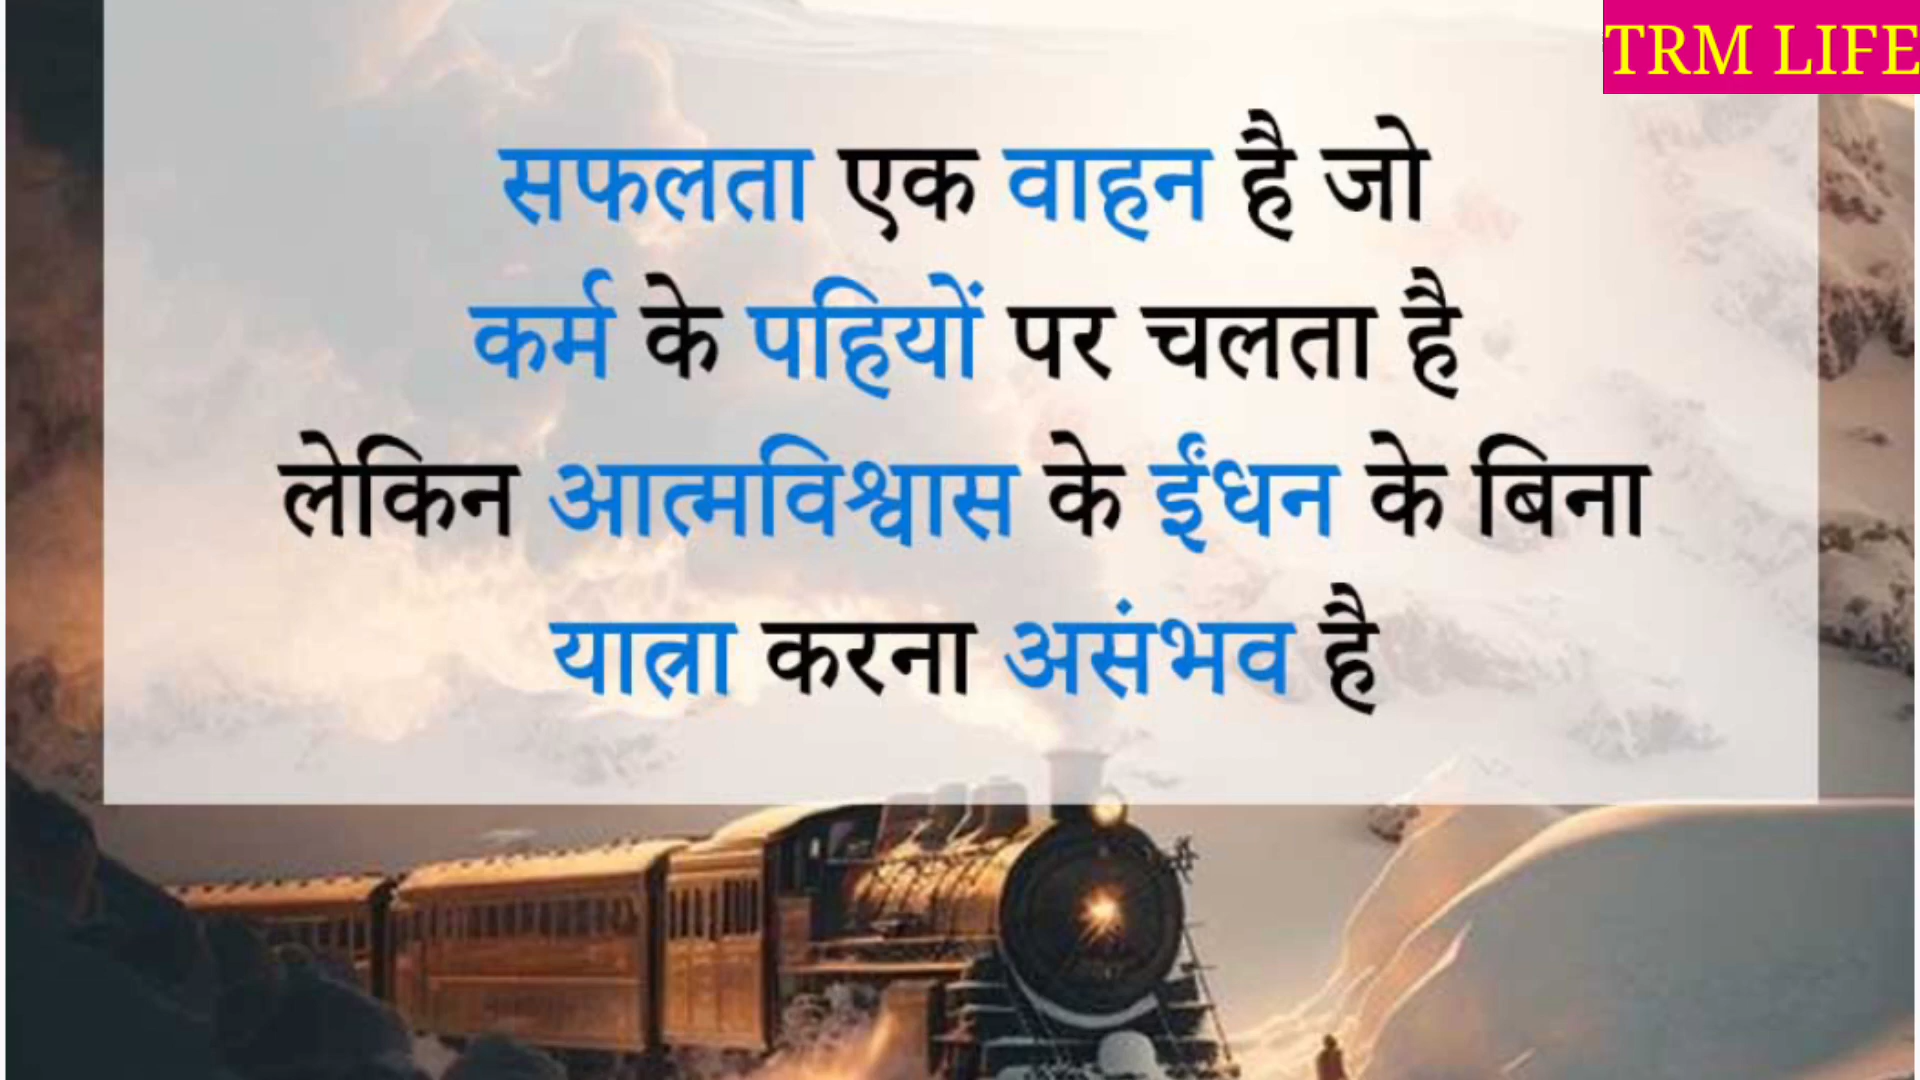 TRM LIFE
सफलता एक वाहन है जो
कर्म के पहियों पर चलता है
लेकिन आत्मविश्वास के ईंधन के बिना
यात्रा करना असंभव है